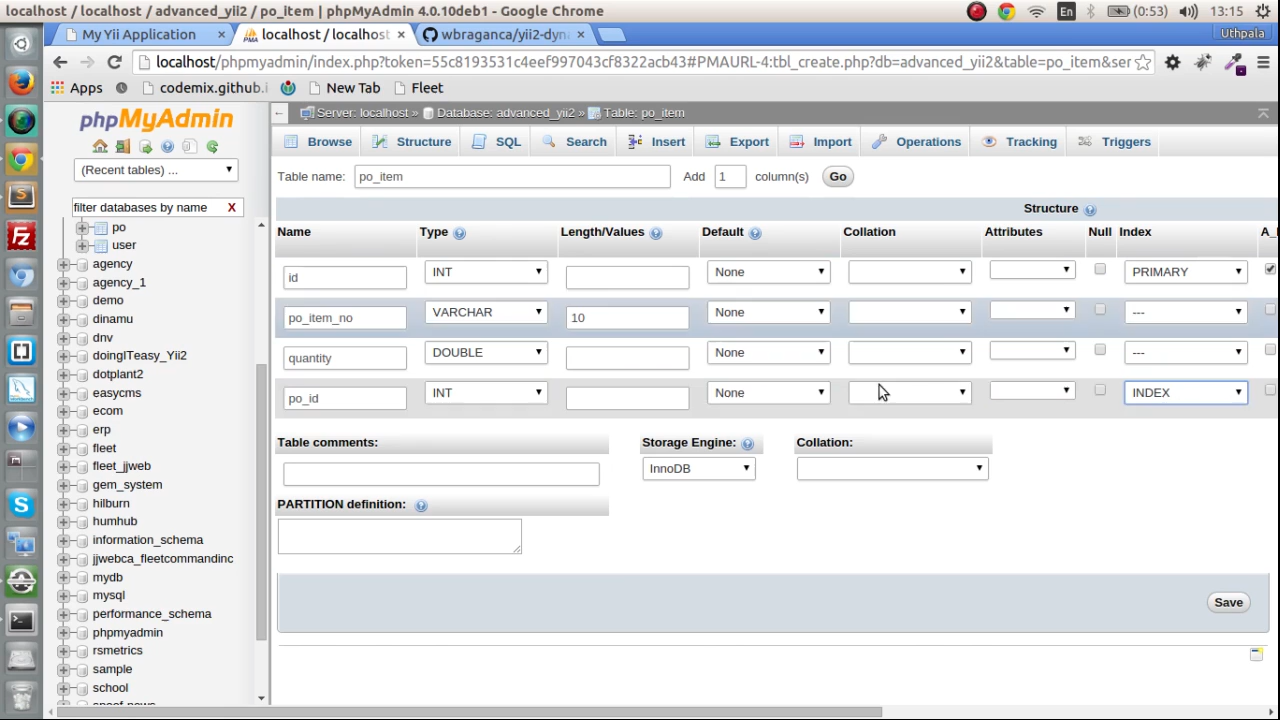 localhost / localhost / advanced_yii2 / po_item | phpMyAdmin 4.0.10deb1 - Google Chrome
En
(0:53)
13:15
My Yii Application ×
localhost / localhost ×
wbraganca/yii2-dyna ×
Uthpala
localhost/phpmyadmin/index.php?token=55c8193531c4eef997043cf8322acb43#PMAURL-4:tbl_create.php?db=advanced_yii2&table=po_item&ser
Apps
codemix.github.i
New Tab
Fleet
phpMyAdmin
(Recent tables) ...
filter databases by name X
po
user
agency
agency_1
demo
dinamu
dnv
doingITeasy_Yii2
dotplant2
easycms
ecom
erp
fleet
fleet_jjweb
gem_system
hilburn
humhub
information_schema
jjwebca_fleetcommandinc
mydb
mysql
performance_schema
phpmyadmin
rsmetrics
sample
school
Server: localhost » Database: advanced_yii2 » Table: po_item
Browse Structure SQL Search Insert Export Import Operations Tracking Triggers
Table name: po_item Add 1 column(s) Go
Structure
Name Type Length/Values Default Collation Attributes Null Index
id INT None PRIMARY
po_item_no VARCHAR 10 None ---
quantity DOUBLE None ---
po_id INT None INDEX
Table comments: Storage Engine: Collation:
InnoDB
PARTITION definition:
Save